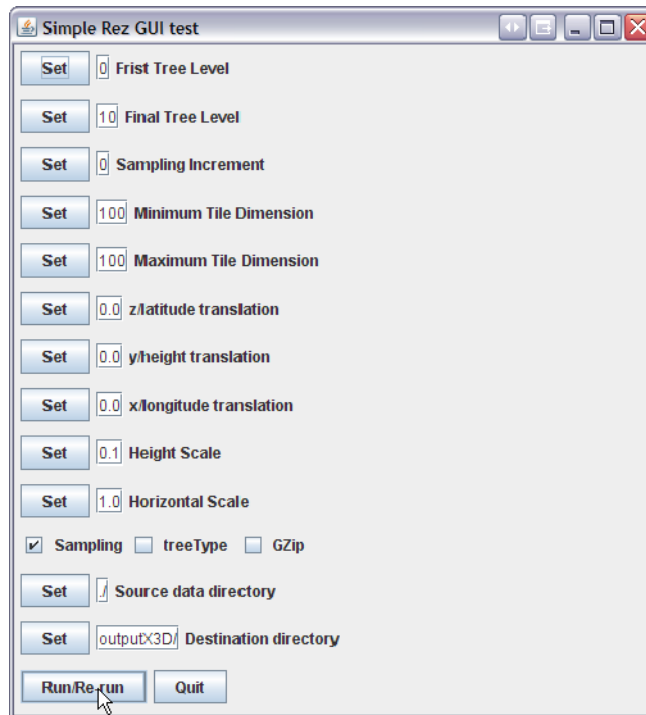 Simple Rez GUI test
Set 0 Frist Tree Level
Set 10 Final Tree Level
Set 0 Sampling Increment
Set 100 Minimum Tile Dimension
Set 100 Maximum Tile Dimension
Set 0.0 z/latitude translation
Set 0.0 y/height translation
Set 0.0 x/longitude translation
Set 0.1 Height Scale
Set 1.0 Horizontal Scale
Sampling treeType GZip
Set ./ Source data directory
Set outputX3D/ Destination directory
Run/Re-run Quit